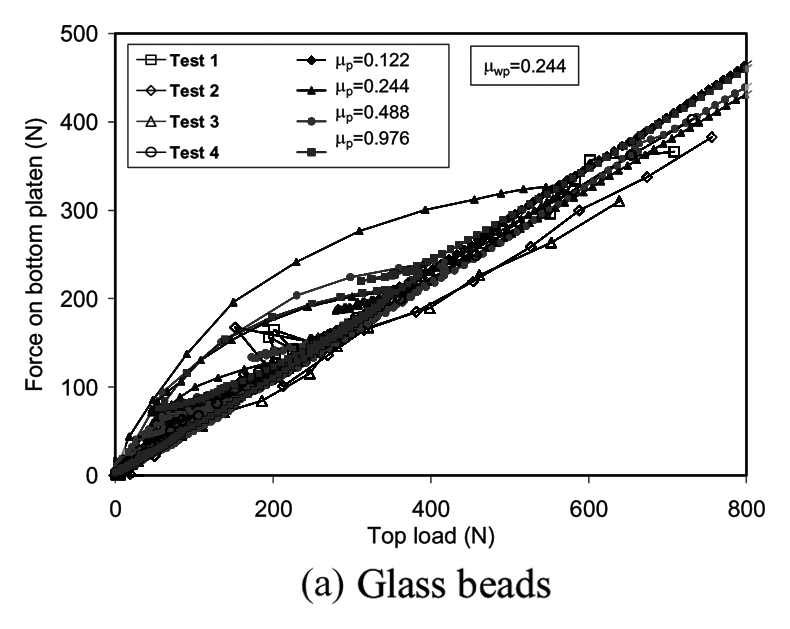 500
400
300
200
100
0
Force on bottom platen (N)
Test 1
Test 2
Test 3
Test 4
μp=0.122
μp=0.244
μp=0.488
μp=0.976
μwp=0.244
0 200 400 600 800
Top load (N)
(a) Glass beads